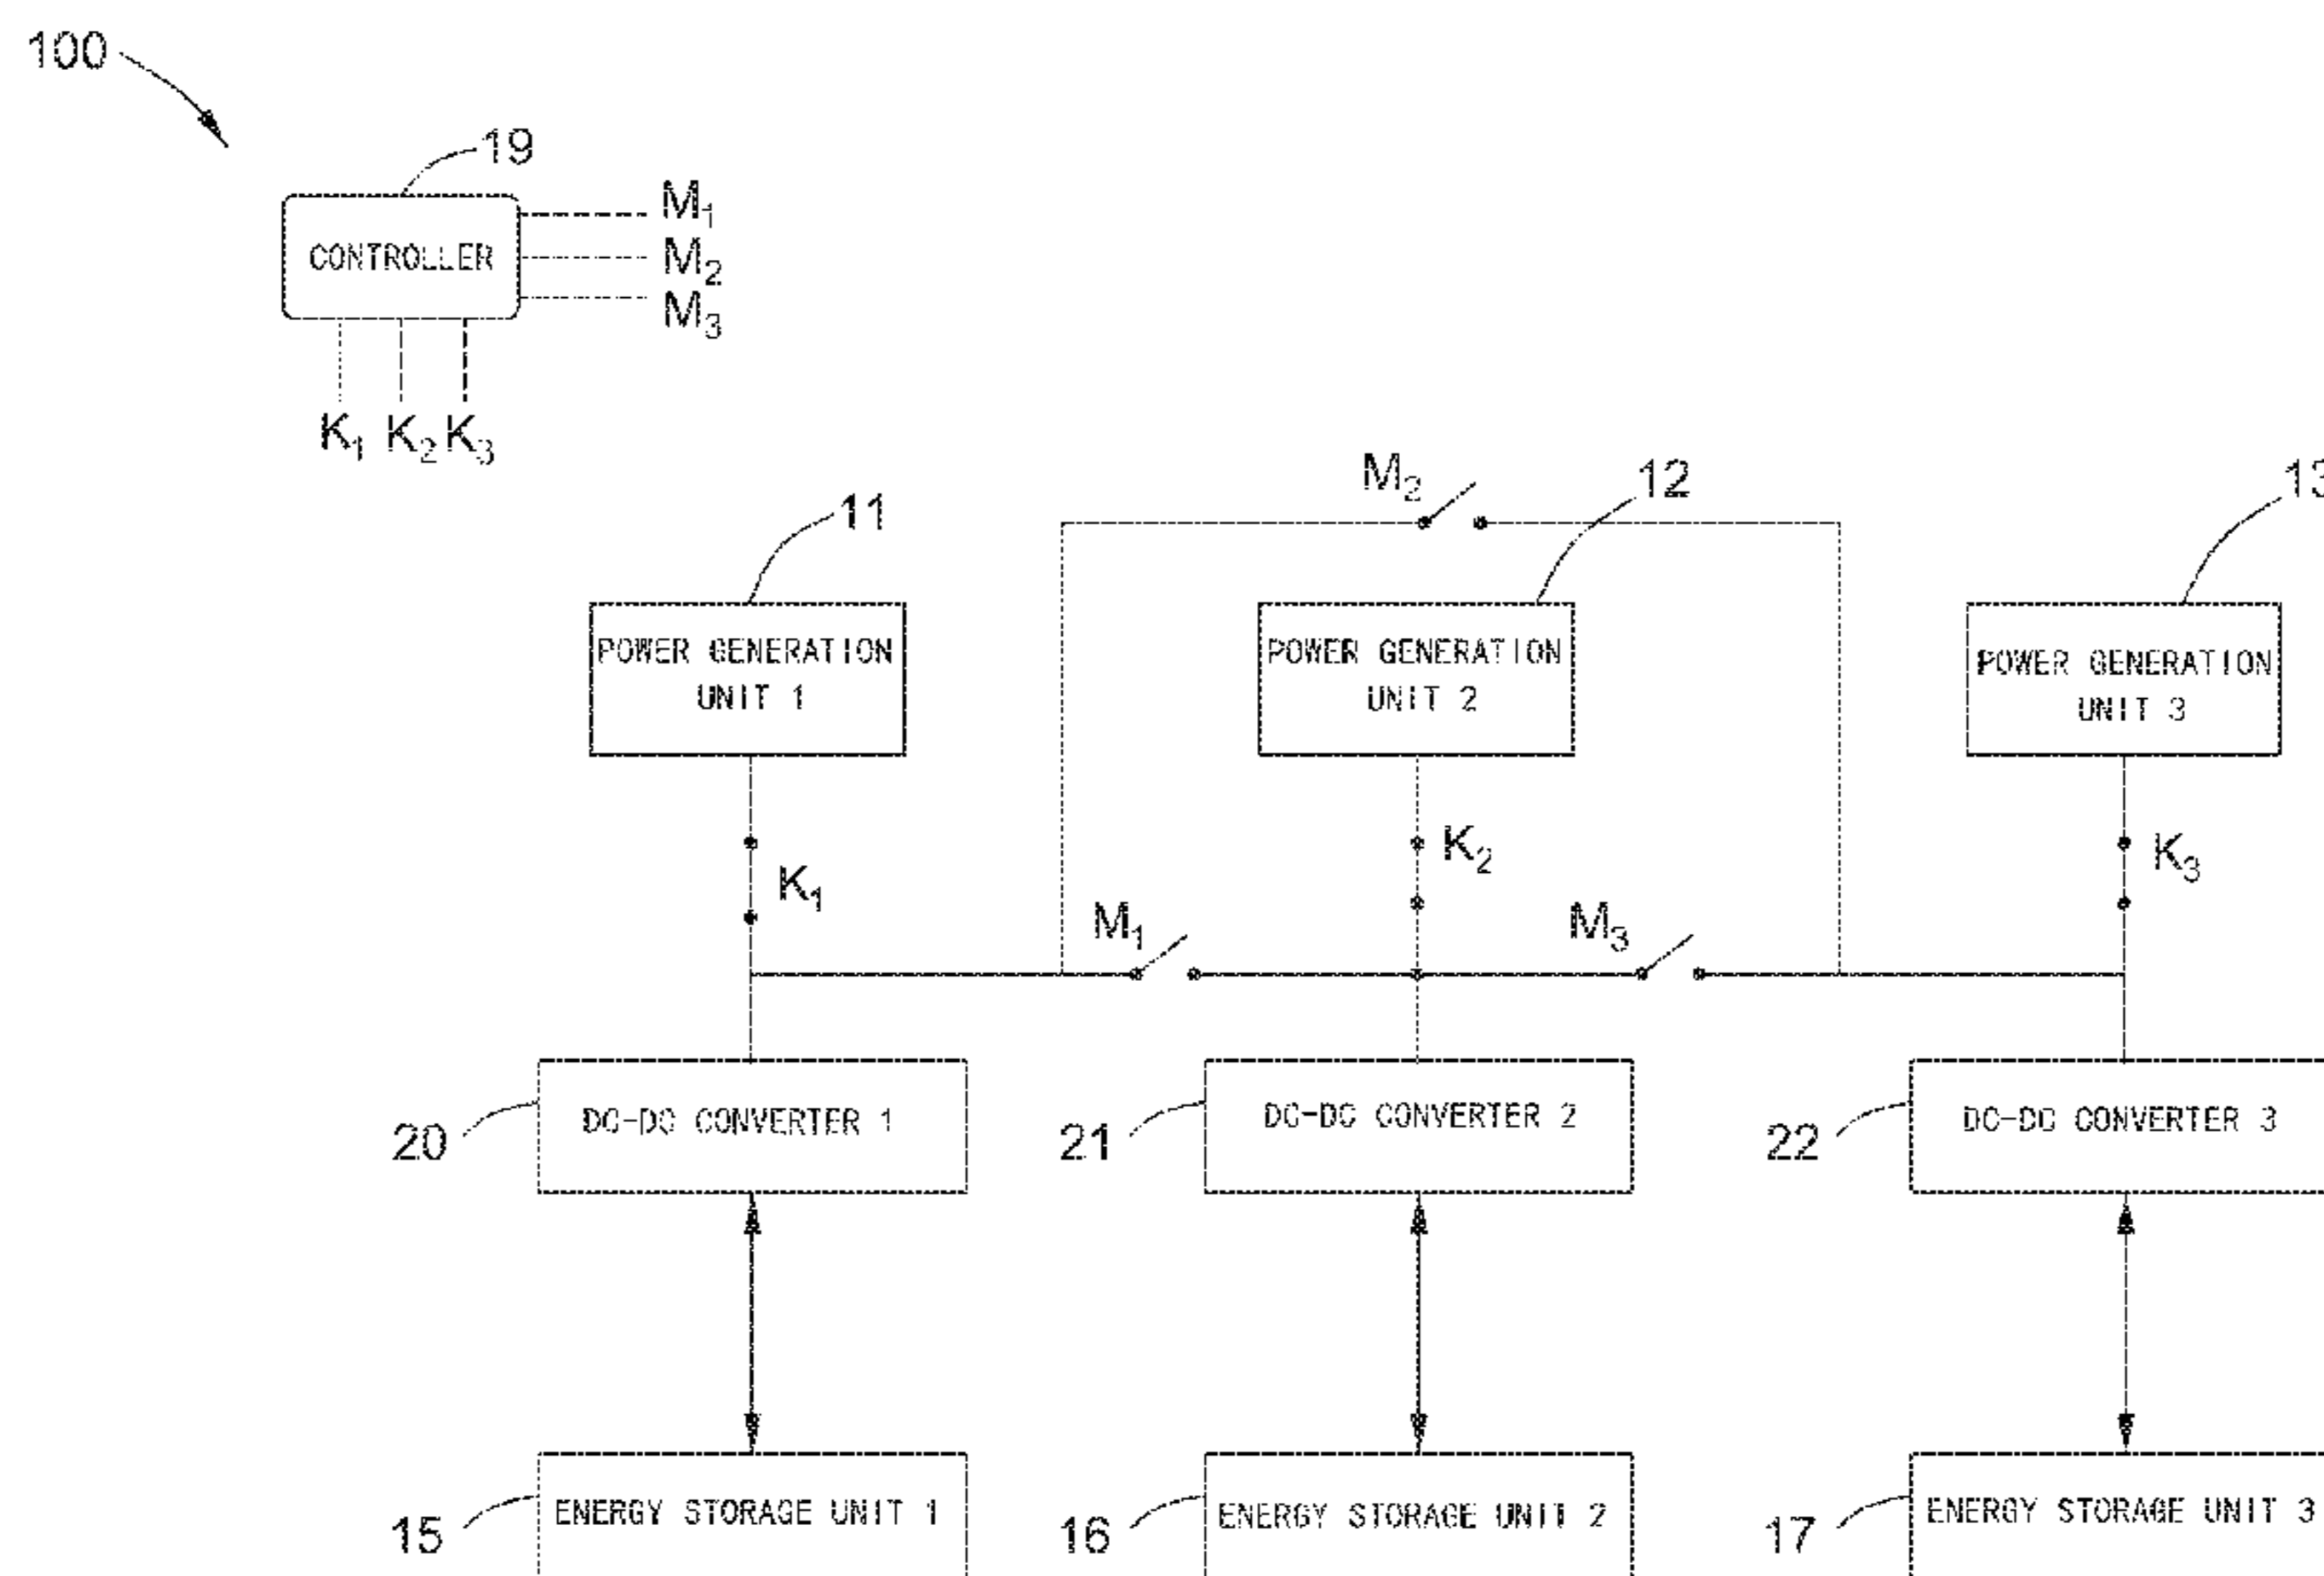 100
19
CONTROLLER
M1
M2
M3
K1 K2 K3
M2
12
13
11
POWER GENERATION
UNIT 1
POWER GENERATION
UNIT 2
POWER GENERATION
UNIT 3
K1
K2
K3
M1
M3
20
DC-DC CONVERTER 1
21
DC-DC CONVERTER 2
22
DC-DC CONVERTER 3
15
ENERGY STORAGE UNIT 1
16
ENERGY STORAGE UNIT 2
17
ENERGY STORAGE UNIT 3